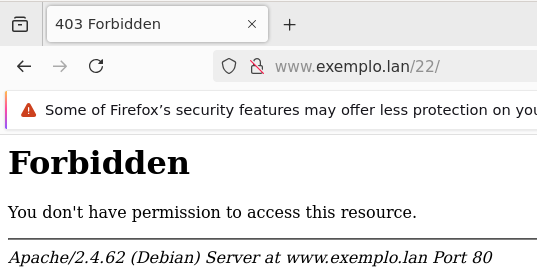 403 Forbidden
www.exemplo.lan/22/
Some of Firefox’s security features may offer less protection on you
Forbidden
You don't have permission to access this resource.
Apache/2.4.62 (Debian) Server at www.exemplo.lan Port 80